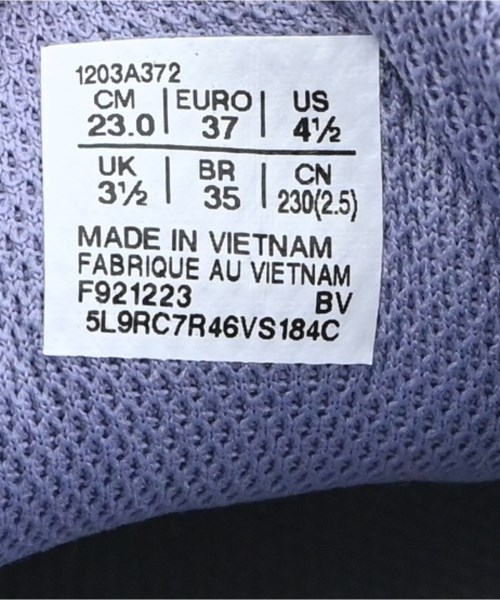 1203A372
CM | EURO | US
23.0 | 37 | 4½
UK | BR | CN
3½ | 35 | 230(2.5)
MADE IN VIETNAM
FABRIQUE AU VIETNAM
F921223 BV
5L9RC7R46VS184C